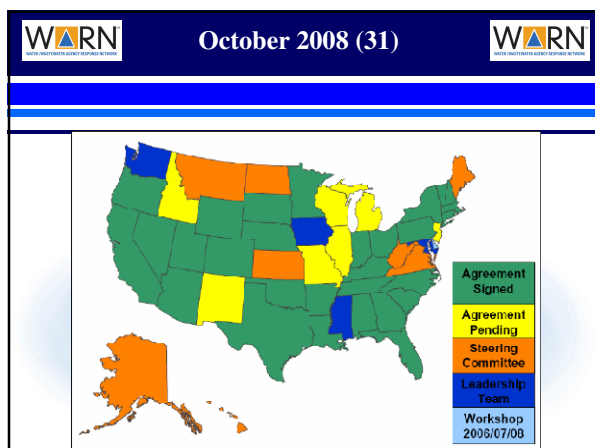 WARN
WATER/WASTEWATER AGENCY RESPONSE NETWORK
October 2008 (31)
WARN
WATER/WASTEWATER AGENCY RESPONSE NETWORK
Agreement
Signed
Agreement
Pending
Steering
Committee
Leadership
Team
Workshop
2006/07/08